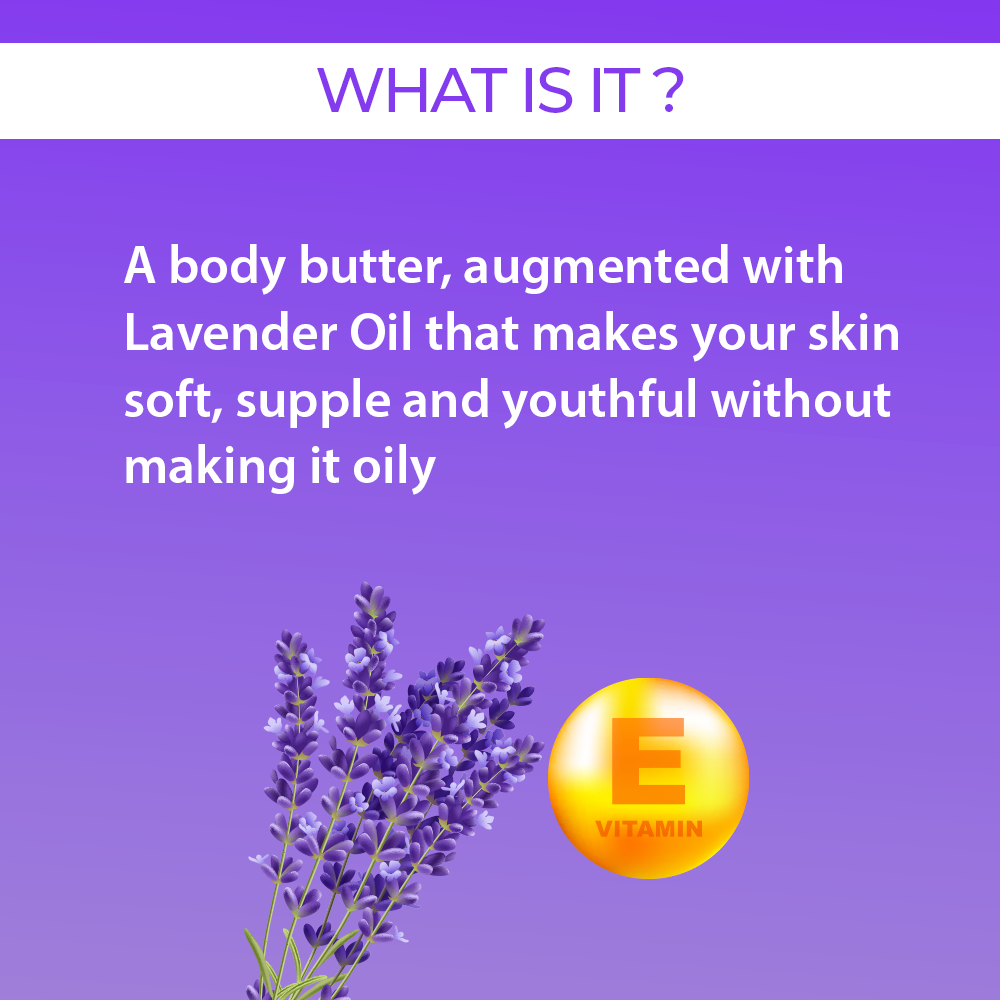 WHAT IS IT ?
A body butter, augmented with
Lavender Oil that makes your skin
soft, supple and youthful without
making it oily
E
VITAMIN